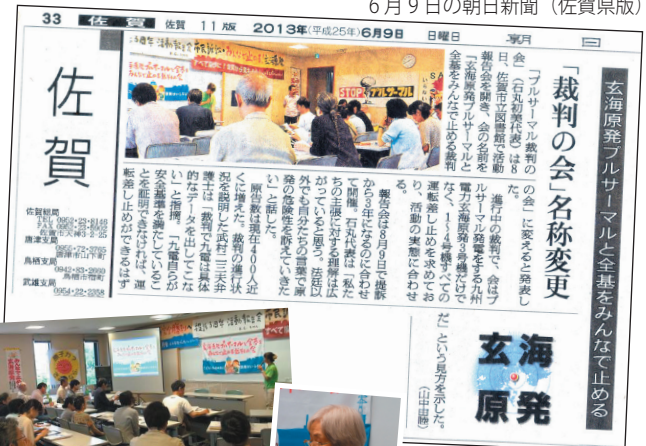 6月9日の朝日新聞（佐賀県版）
33 佐賀 佐賀 11版 2013年(平成25年)6月9日 日曜日 朝日
玄海原発プルサーマルと全基をみんなで止める
「裁判の会」名称変更
「プルサーマル裁判の
会」（石丸初美代表）は8
日、佐賀市立図書館で活動
報告会を開き、会の名前を
「玄海原発プルサーマルと
全基をみんなで止める裁判
の会」に変えると発表し
た。
進行中の裁判で、会はプ
ルサーマル発電をする九州
電力玄海原発3号機だけで
なく、1～4号機すべての
運転差し止めを求めてお
り、活動の実態に合わせ
る。
報告会は8月9日で提訴
から3年になるのに合わせ
て開催。石丸代表は「私た
ちの主張に対する理解は広
がっていると思う。法廷以
外でも自分たちの言葉で原
発の危険性を訴えていきた
い」と話した。
原告数は現在400人近
くに増えた。裁判の進行状
況を説明した武村二三夫弁
護士は「裁判で九電は具体
的なデータを出してこな
い」と指摘。「九電自らが
安全基準を満たしているこ
とを証明できなければ、運
転差し止めができるはず
だ」という見方を示した。
（山中由睦）
海発
玄原
佐賀
佐賀総局
唐津支局
鳥栖支局
武雄支局
STOP!プルサーマル